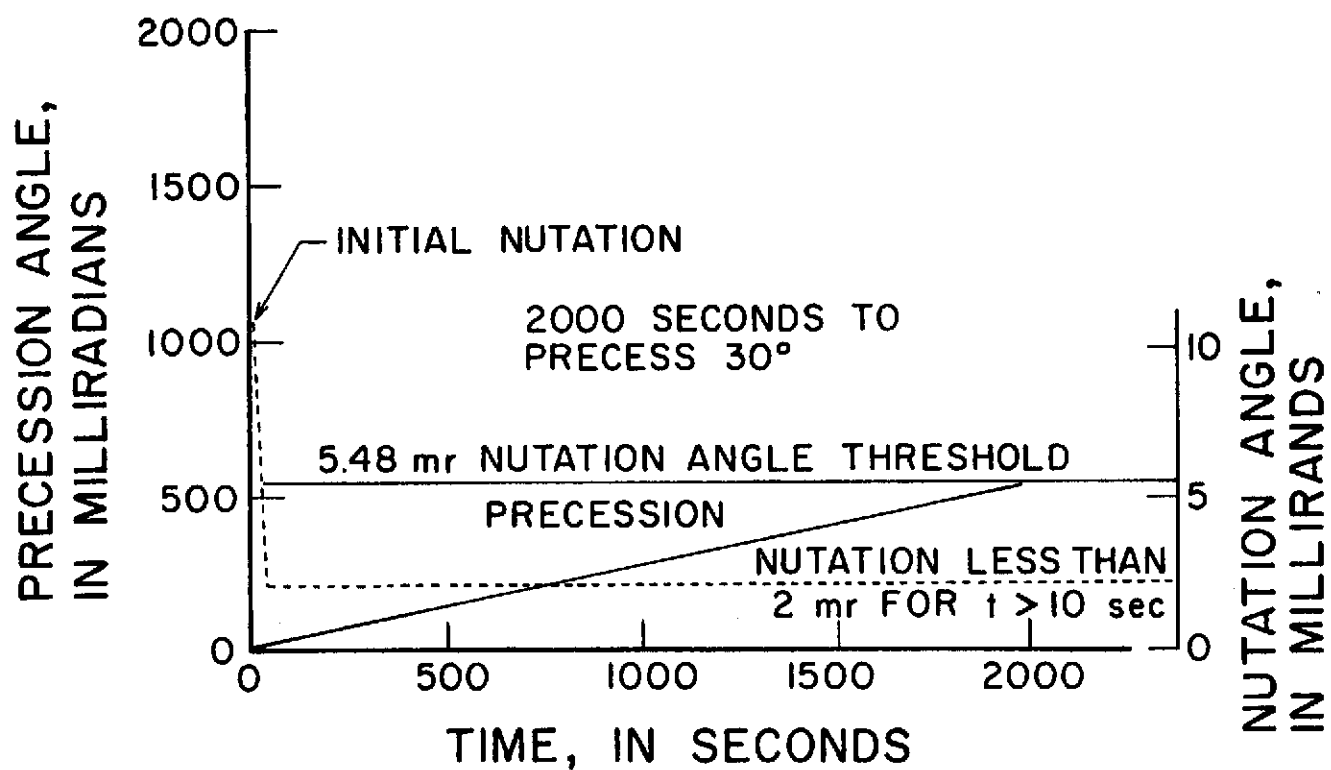 PRECESSION ANGLE,
IN MILLIRADIANS
2000
1500
1000
500
0
INITIAL NUTATION
2000 SECONDS TO
PRECESS 30°
5.48 mr NUTATION ANGLE THRESHOLD
PRECESSION
NUTATION LESS THAN
2 mr FOR t > 10 sec
10
5
0
NUTATION ANGLE,
IN MILLIRANDS
0 500 1000 1500 2000
TIME, IN SECONDS